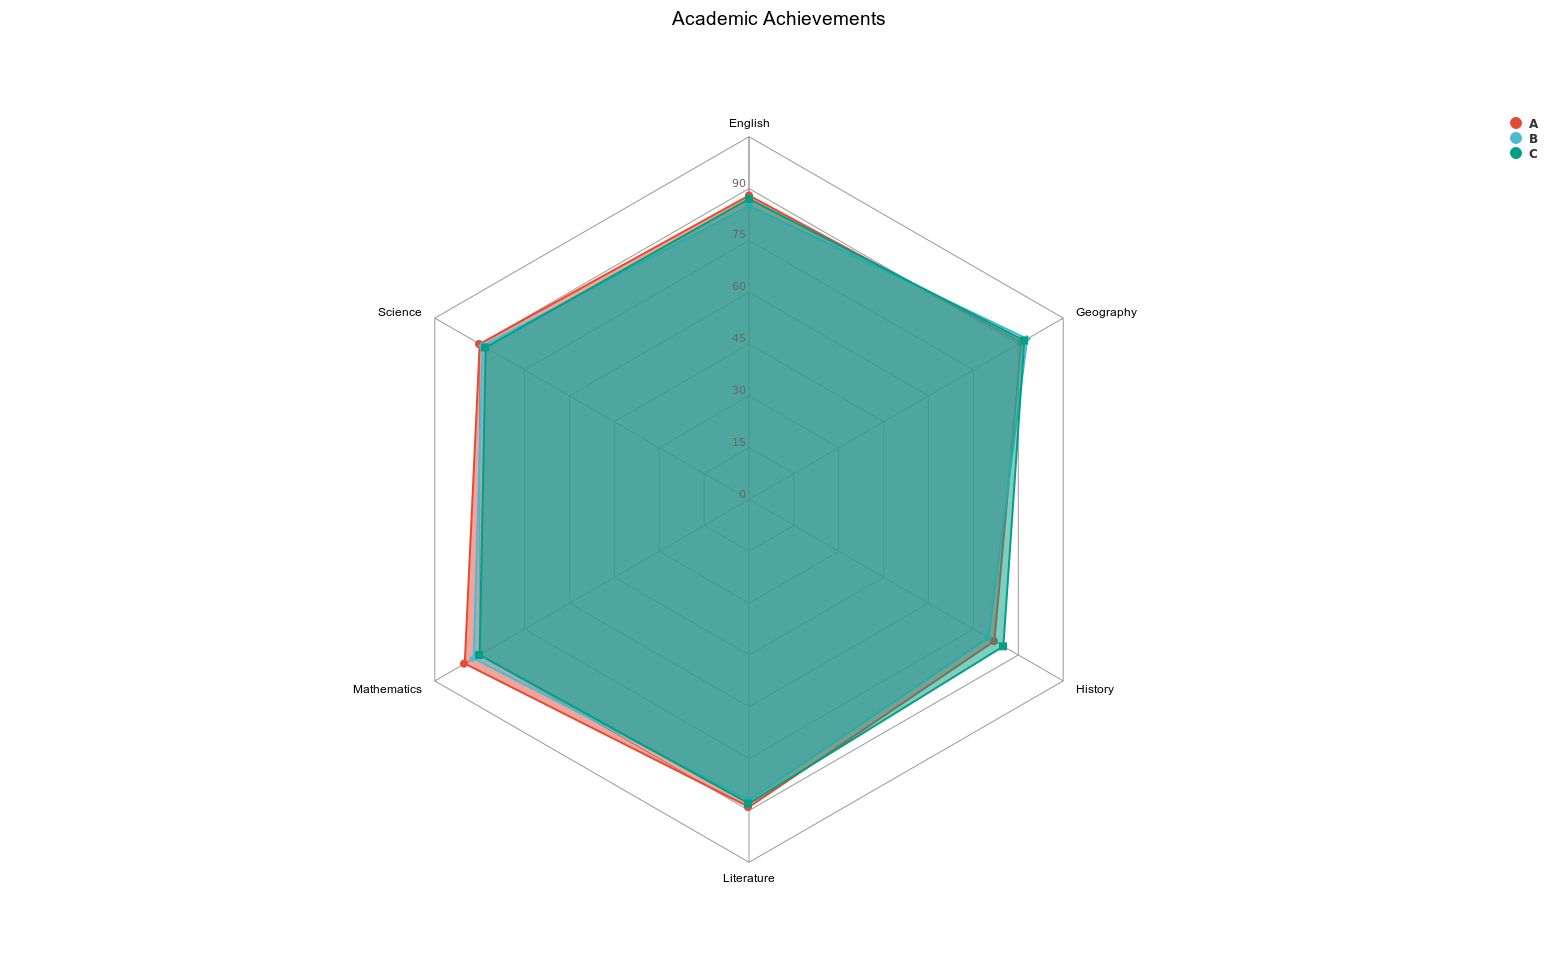 Academic Achievements
A
B
C
English
90
75
60
45
30
15
0
Science
Geography
Mathematics
History
Literature